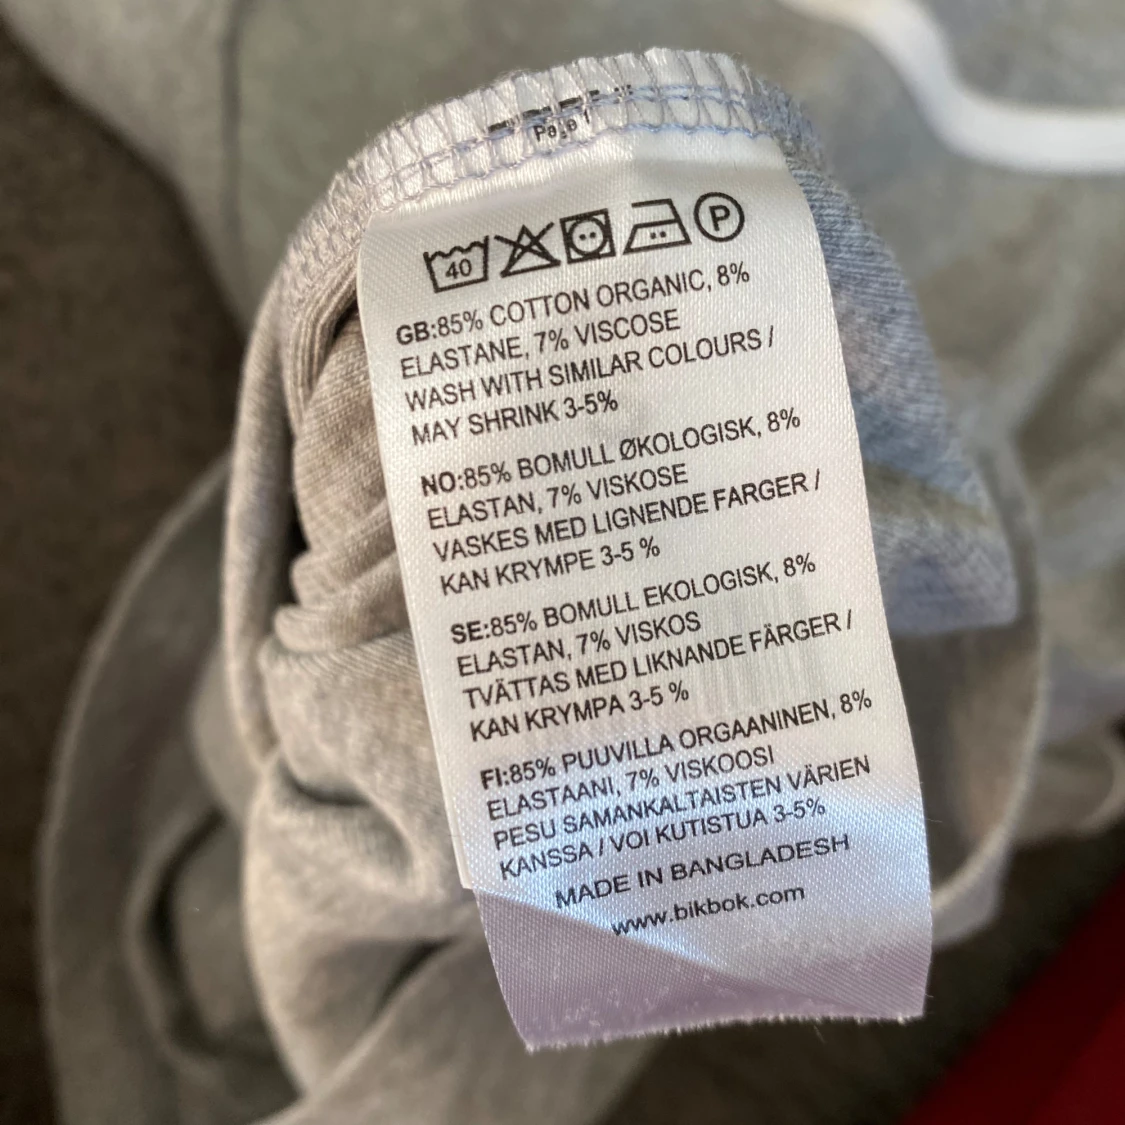 Page 1
40 P
GB:85% COTTON ORGANIC, 8%
ELASTANE, 7% VISCOSE
WASH WITH SIMILAR COLOURS /
MAY SHRINK 3-5%
NO:85% BOMULL ØKOLOGISK, 8%
ELASTAN, 7% VISKOSE
VASKES MED LIGNENDE FARGER /
KAN KRYMPE 3-5 %
SE:85% BOMULL EKOLOGISK, 8%
ELASTAN, 7% VISKOS
TVÄTTAS MED LIKNANDE FÄRGER /
KAN KRYMPA 3-5 %
FI:85% PUUVILLA ORGAANINEN, 8%
ELASTAANI, 7% VISKOOSI
PESU SAMANKALTAISTEN VÄRIEN
KANSSA / VOI KUTISTUA 3-5%
MADE IN BANGLADESH
www.bikbok.com